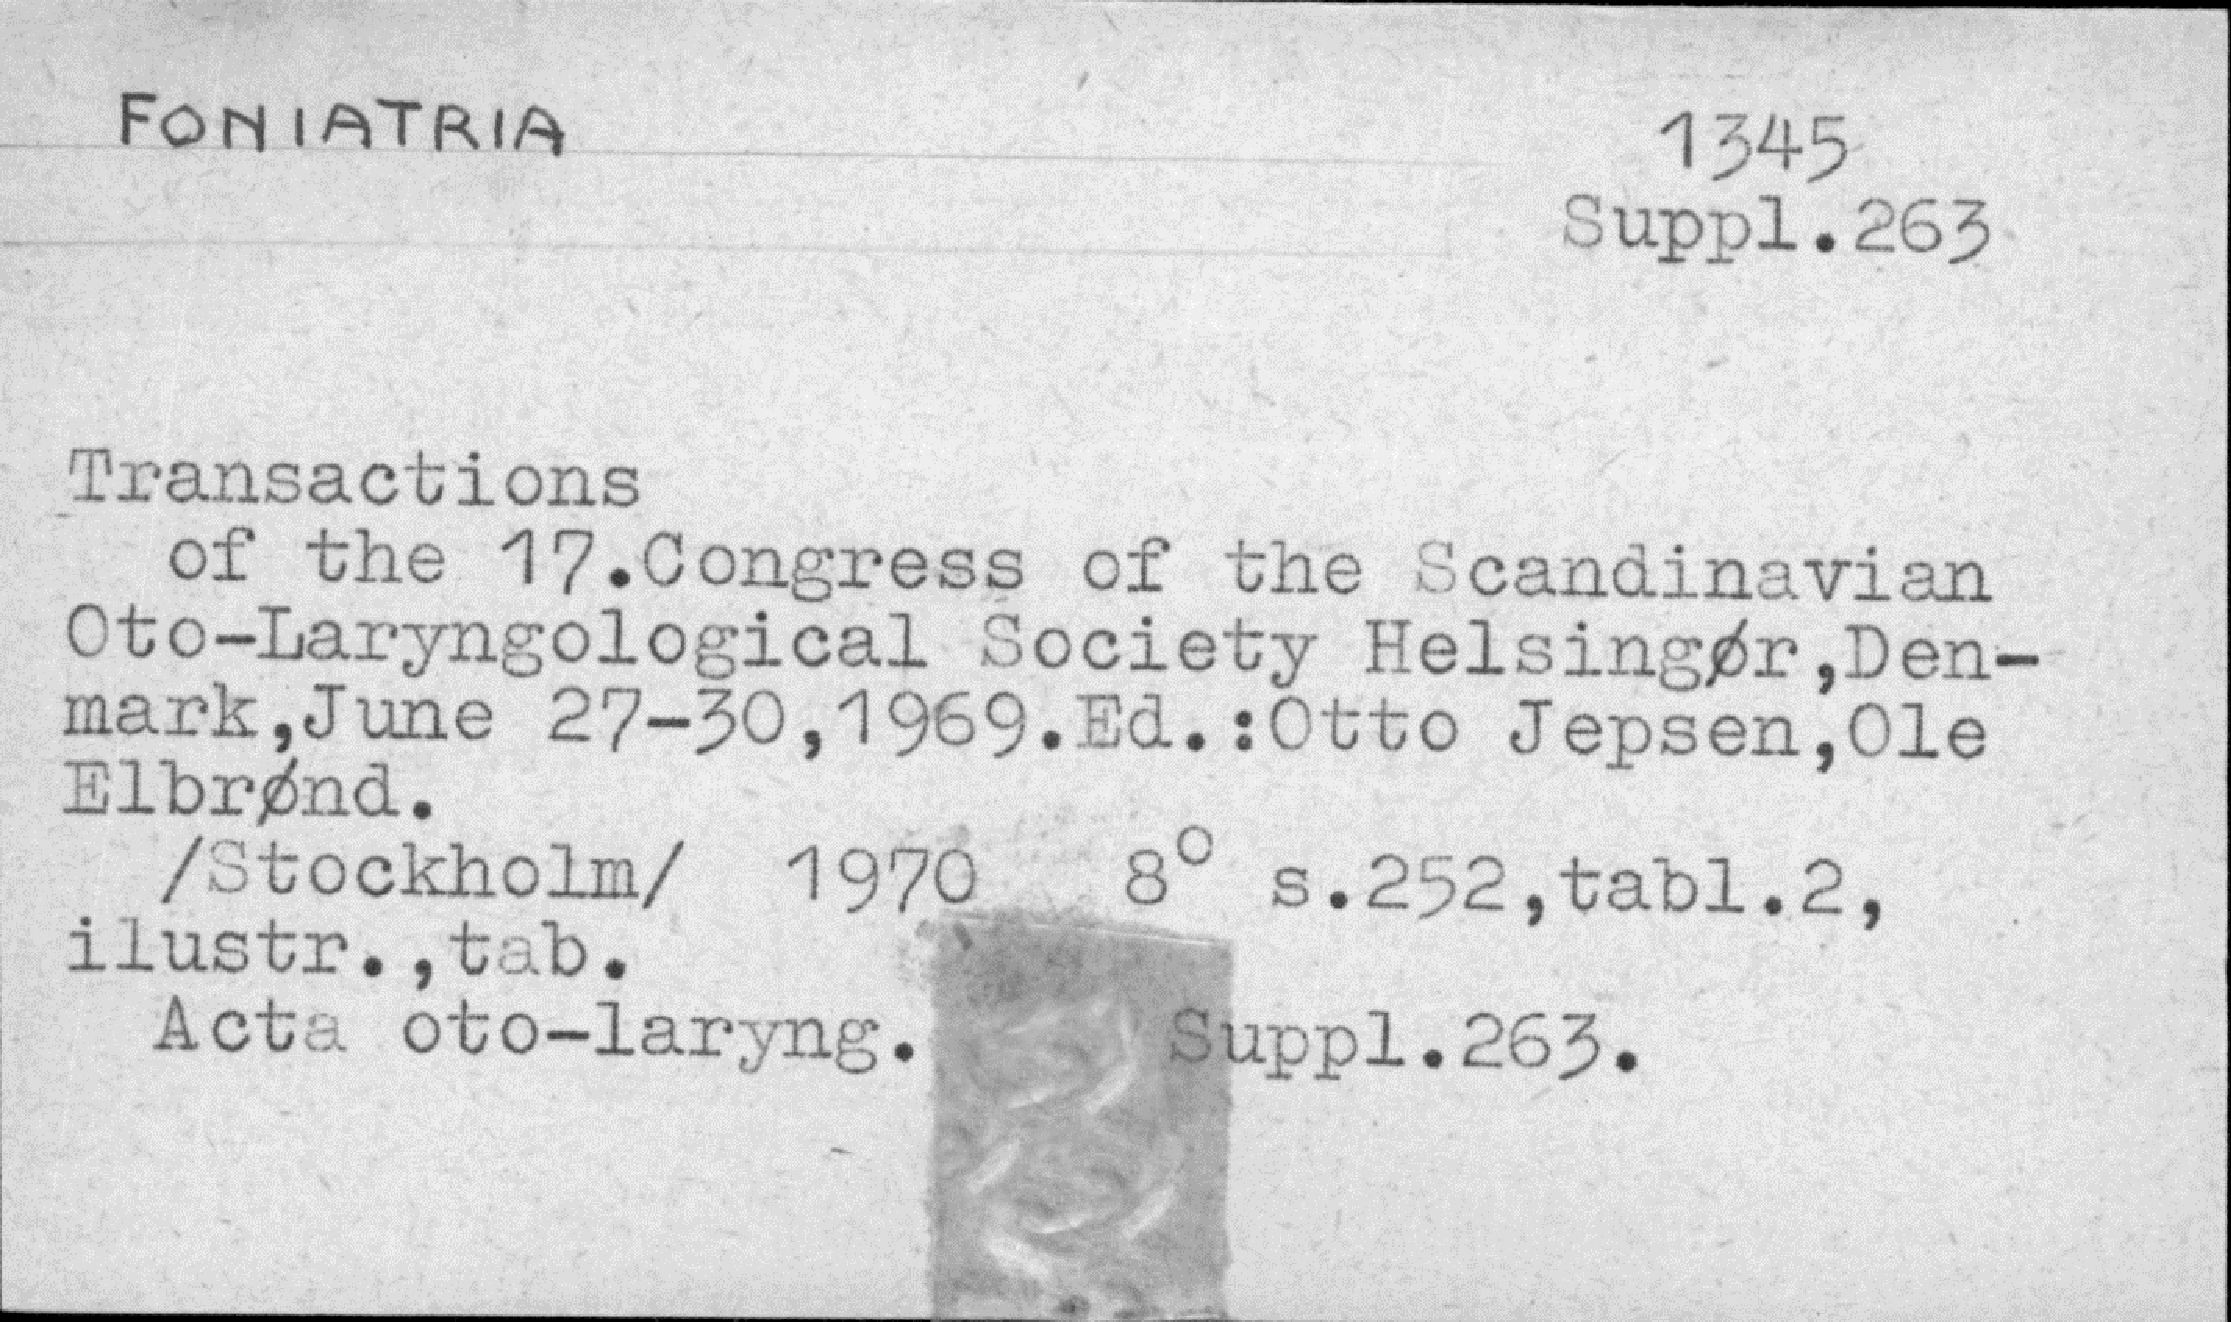 FONIATRIA
1345
Suppl.263
Transactions
of the 17.Congress of the Scandinavian
Oto-Laryngological Society Helsingør,Den-
mark,June 27-30,1969.Ed.:Otto Jepsen,Ole
Elbrønd.
/Stockholm/ 1970 8° s.252,tabl.2,
ilustr.,tab.
Acta oto-laryng. Suppl.263.